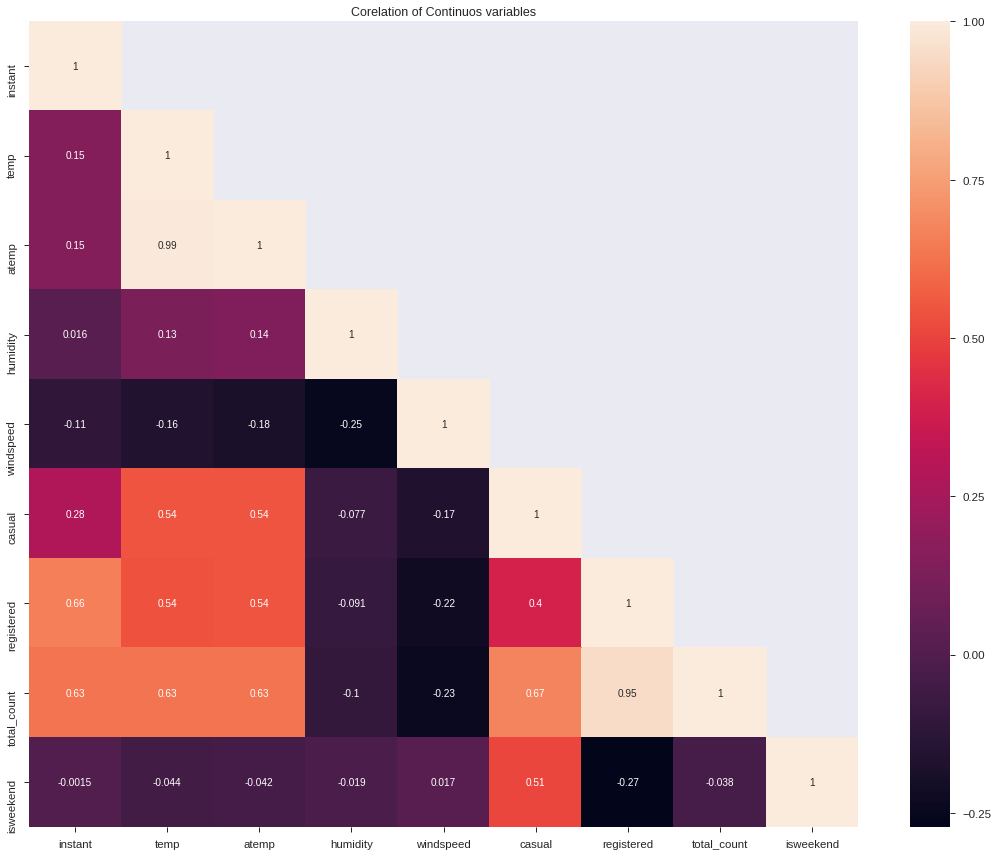 Corelation of Continuos variables
instant 1
temp 0.15 1
atemp 0.15 0.99 1
humidity 0.016 0.13 0.14 1
windspeed -0.11 -0.16 -0.18 -0.25 1
casual 0.28 0.54 0.54 -0.077 -0.17 1
registered 0.66 0.54 0.54 -0.091 -0.22 0.4 1
total_count 0.63 0.63 0.63 -0.1 -0.23 0.67 0.95 1
isweekend -0.0015 -0.044 -0.042 -0.019 0.017 0.51 -0.27 -0.038 1
instant temp atemp humidity windspeed casual registered total_count isweekend
1.00
0.75
0.50
0.25
0.00
−0.25